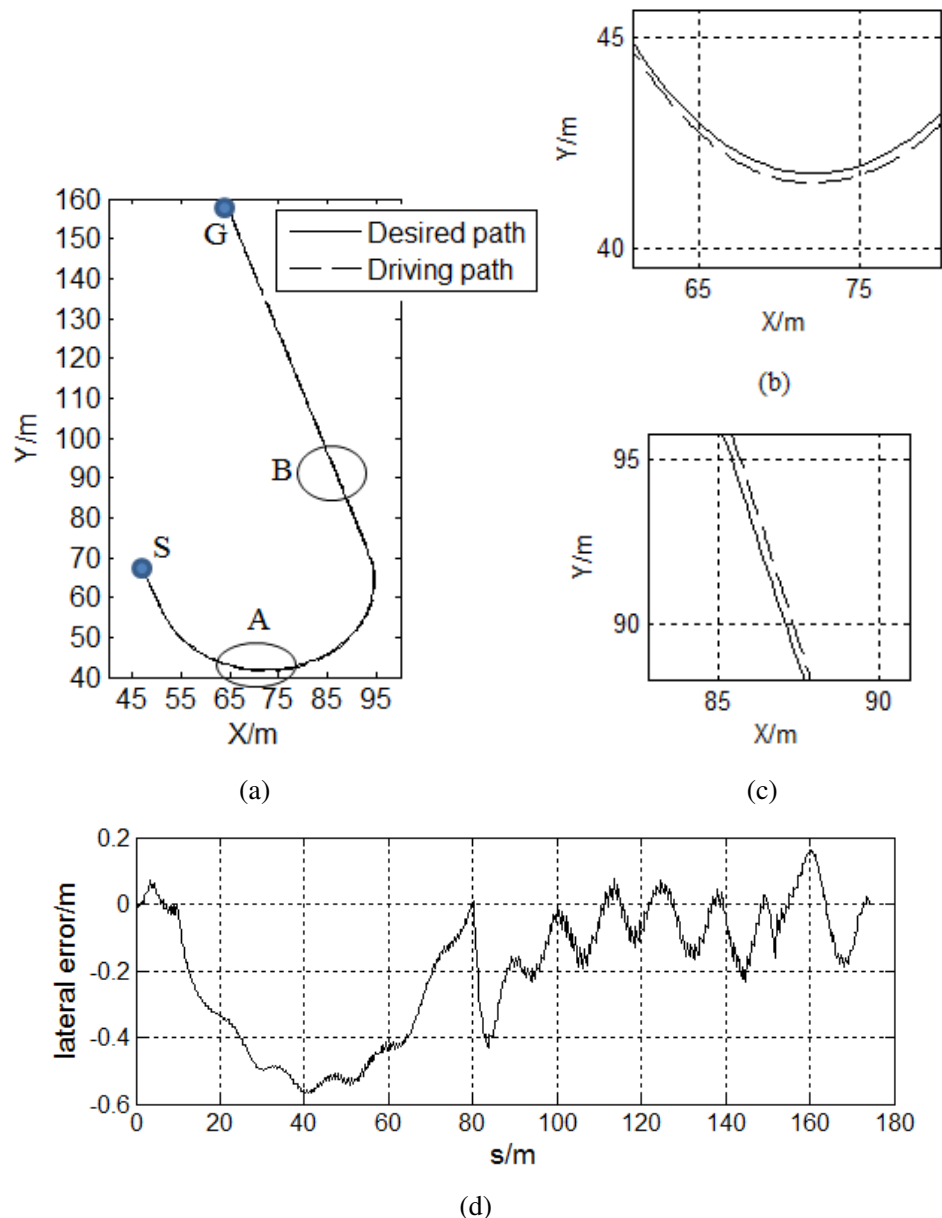 160
150
140
130
120
110
100
90
80
70
60
50
40
Y/m
45 55 65 75 85 95
X/m
G
B
S
A
Desired path
Driving path
(a)
45
40
Y/m
65 75
X/m
(b)
95
90
Y/m
85 90
X/m
(c)
0.2
0
-0.2
-0.4
-0.6
lateral error/m
0 20 40 60 80 100 120 140 160 180
s/m
(d)